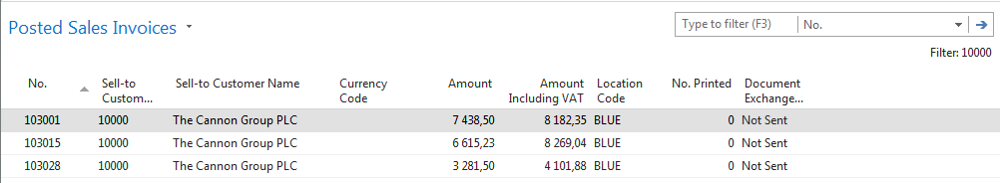 Posted Sales Invoices
Type to filter (F3) No.
Filter: 10000
No. Sell-to Custom... Sell-to Customer Name Currency Code Amount Amount Including VAT Location Code No. Printed Document Exchange...
103001 10000 The Cannon Group PLC 7 438,50 8 182,35 BLUE 0 Not Sent
103015 10000 The Cannon Group PLC 6 615,23 8 269,04 BLUE 0 Not Sent
103028 10000 The Cannon Group PLC 3 281,50 4 101,88 BLUE 0 Not Sent